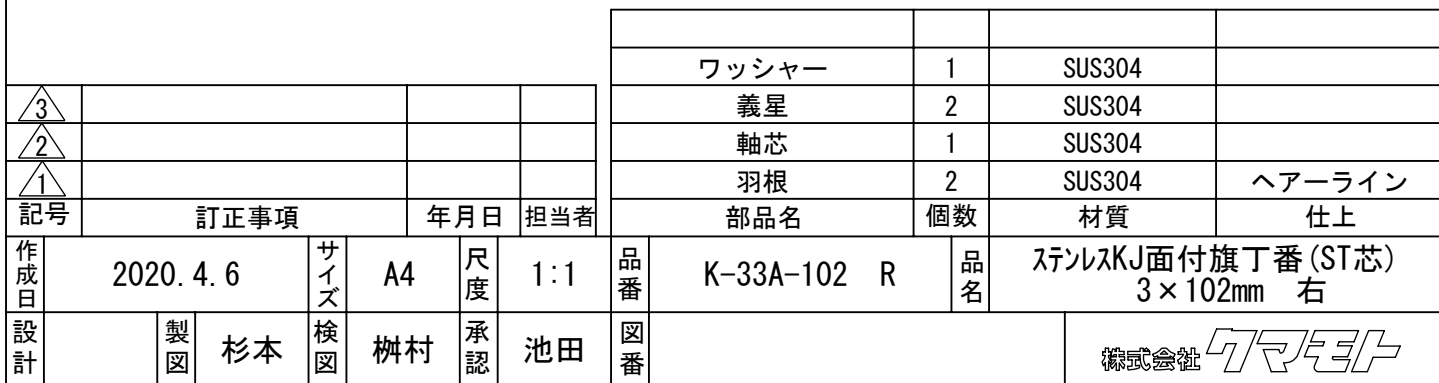 ワッシャー 1 SUS304
3 義星 2 SUS304
2 軸芯 1 SUS304
1 羽根 2 SUS304 ヘアーライン
記号 訂正事項 年月日 担当者 部品名 個数 材質 仕上
作成日 2020.4.6 サイズ A4 尺度 1:1 品番 K-33A-102 R 品名 ステンレスKJ面付旗丁番(ST芯)
3×102mm 右
設計 製図 杉本 検図 桝村 承認 池田 図番 株式会社クマモト